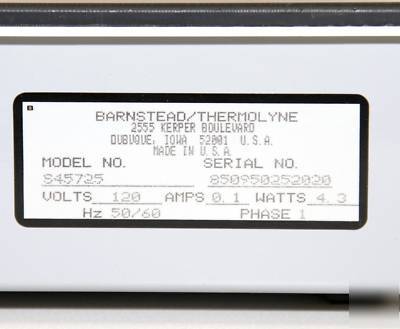 BARNSTEAD/THERMOLYNE
2555 KERPER BOULEVARD
DUBUQUE, IOWA 52001 U.S.A.
MADE IN U.S.A
MODEL NO. SERIAL NO.
S45725 850950252020
VOLTS 120 AMPS 0.1 WATTS 4.3
Hz 50/60 PHASE 1